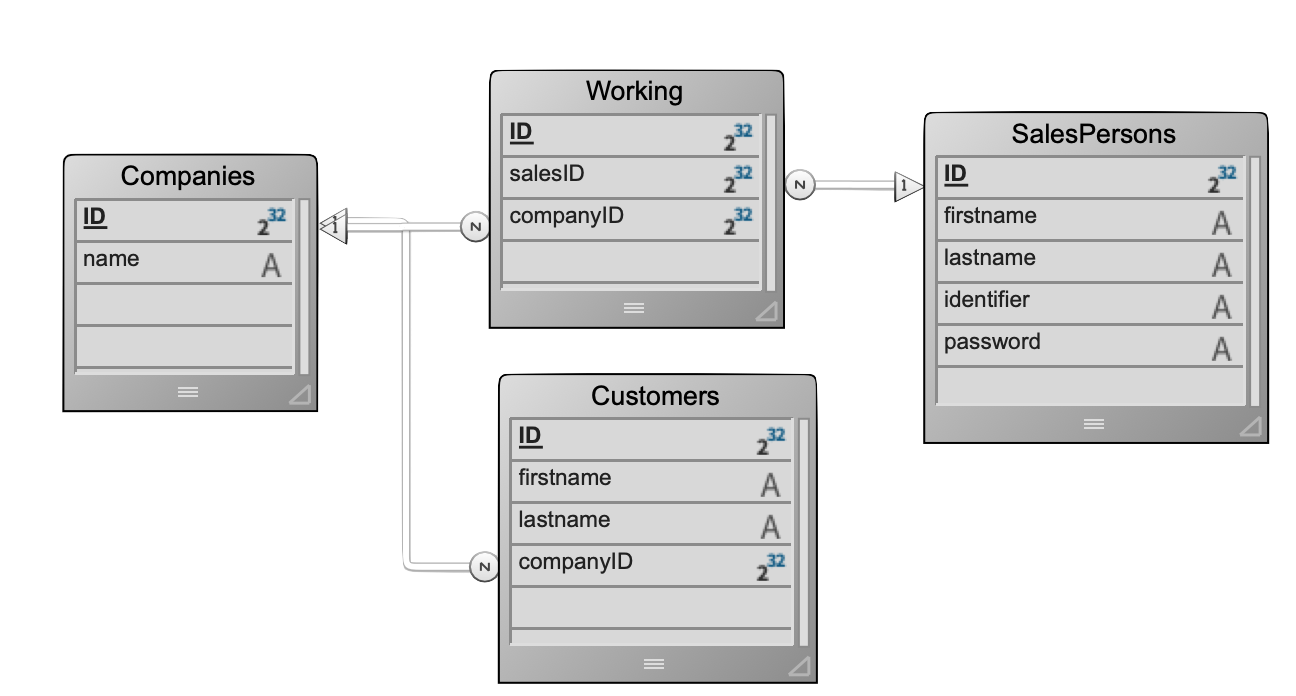 Companies
ID 2^32
name A
Working
ID 2^32
salesID 2^32
companyID 2^32
SalesPersons
ID 2^32
firstname A
lastname A
identifier A
password A
Customers
ID 2^32
firstname A
lastname A
companyID 2^32
1
N
N
1
N